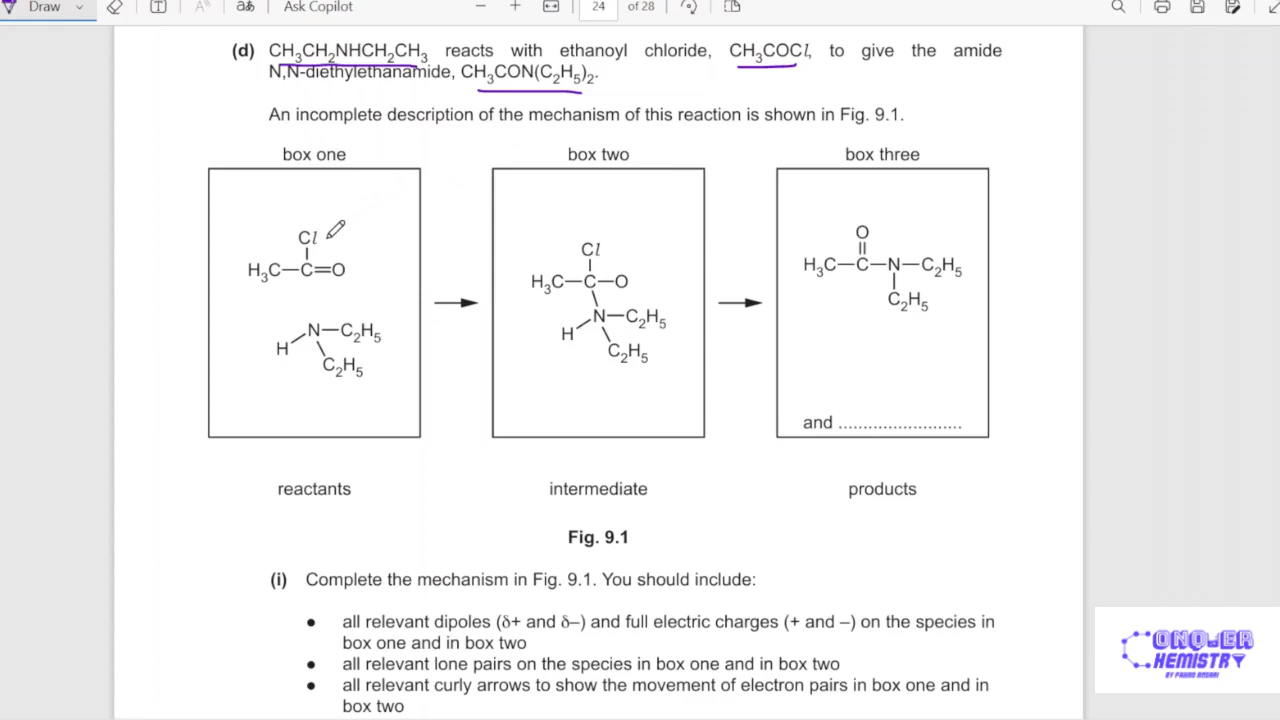 Draw
Ask Copilot
24 of 28
(d) CH₃CH₂NHCH₂CH₃ reacts with ethanoyl chloride, CH₃COCl, to give the amide
N,N-diethylethanamide, CH₃CON(C₂H₅)₂.
An incomplete description of the mechanism of this reaction is shown in Fig. 9.1.
box one
box two
box three
Cl
H₃C–C=O
H N–C₂H₅
C₂H₅
Cl
H₃C–C–O
H N–C₂H₅
C₂H₅
O
H₃C–C–N–C₂H₅
C₂H₅
and ..........................
reactants
intermediate
products
Fig. 9.1
(i) Complete the mechanism in Fig. 9.1. You should include:
• all relevant dipoles (δ+ and δ–) and full electric charges (+ and –) on the species in
box one and in box two
• all relevant lone pairs on the species in box one and in box two
• all relevant curly arrows to show the movement of electron pairs in box one and in
box two
CONQUER
HEMISTRY
BY FAHAD ANSARI